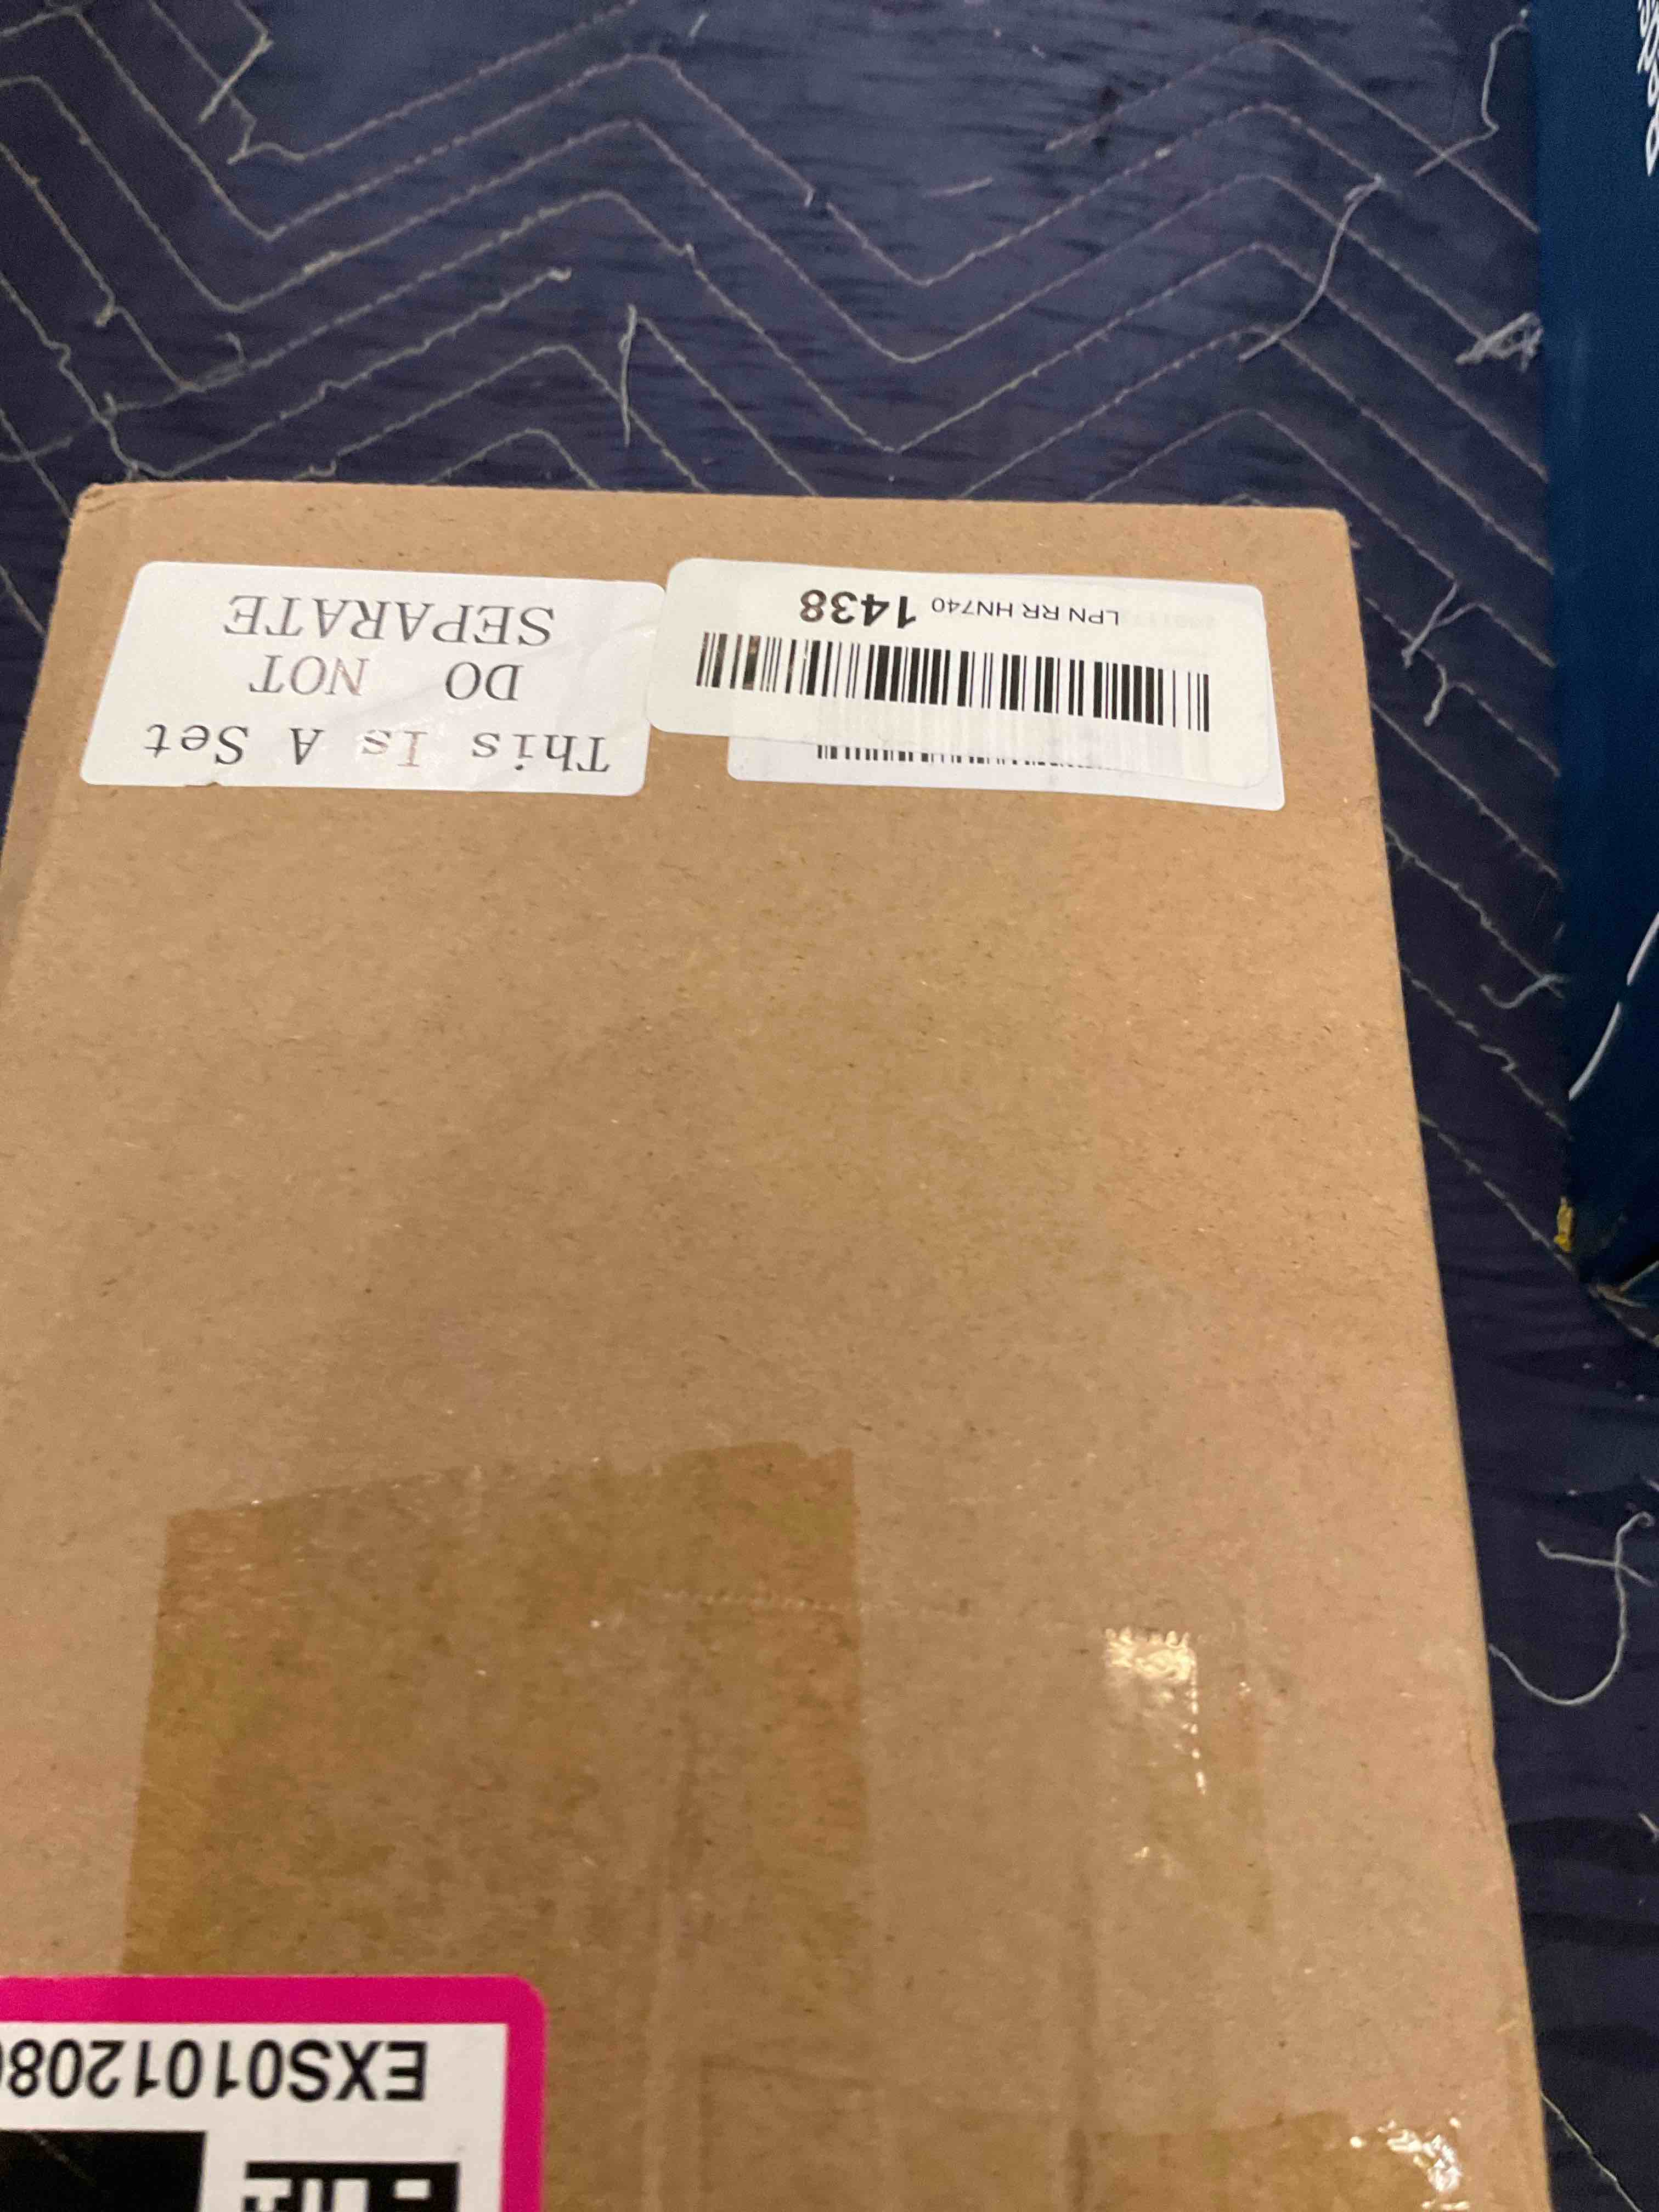 This Is A Set
DO NOT
SEPARATE
LPN RR HN740 1438
EXS0101208